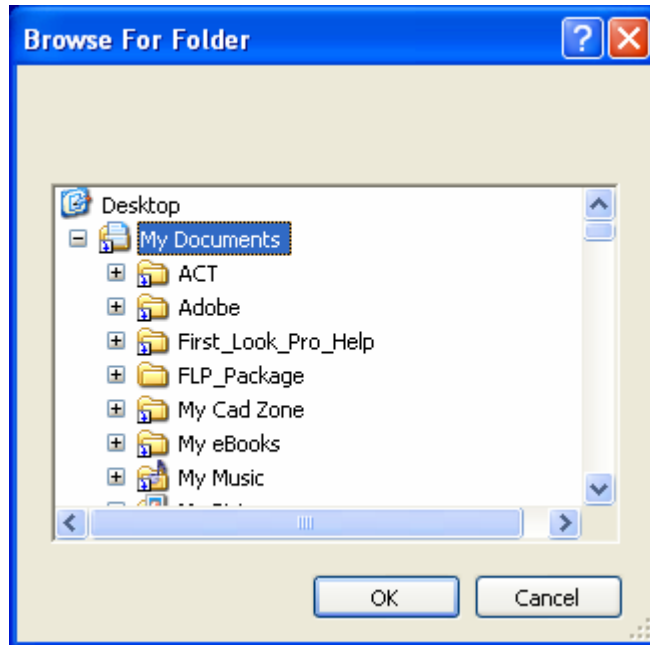 Browse For Folder
Desktop
My Documents
ACT
Adobe
First_Look_Pro_Help
FLP_Package
My Cad Zone
My eBooks
My Music
OK Cancel